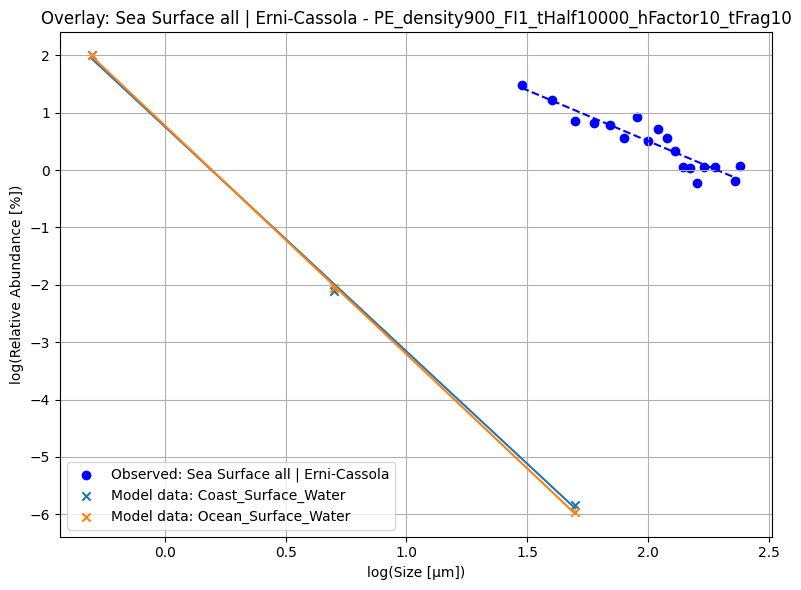 Overlay: Sea Surface all | Erni-Cassola - PE_density900_FI1_tHalf10000_hFactor10_tFrag10
log(Relative Abundance [%])
2
1
0
−1
−2
−3
−4
−5
−6
Observed: Sea Surface all | Erni-Cassola
Model data: Coast_Surface_Water
Model data: Ocean_Surface_Water
0.0 0.5 1.0 1.5 2.0 2.5
log(Size [µm])